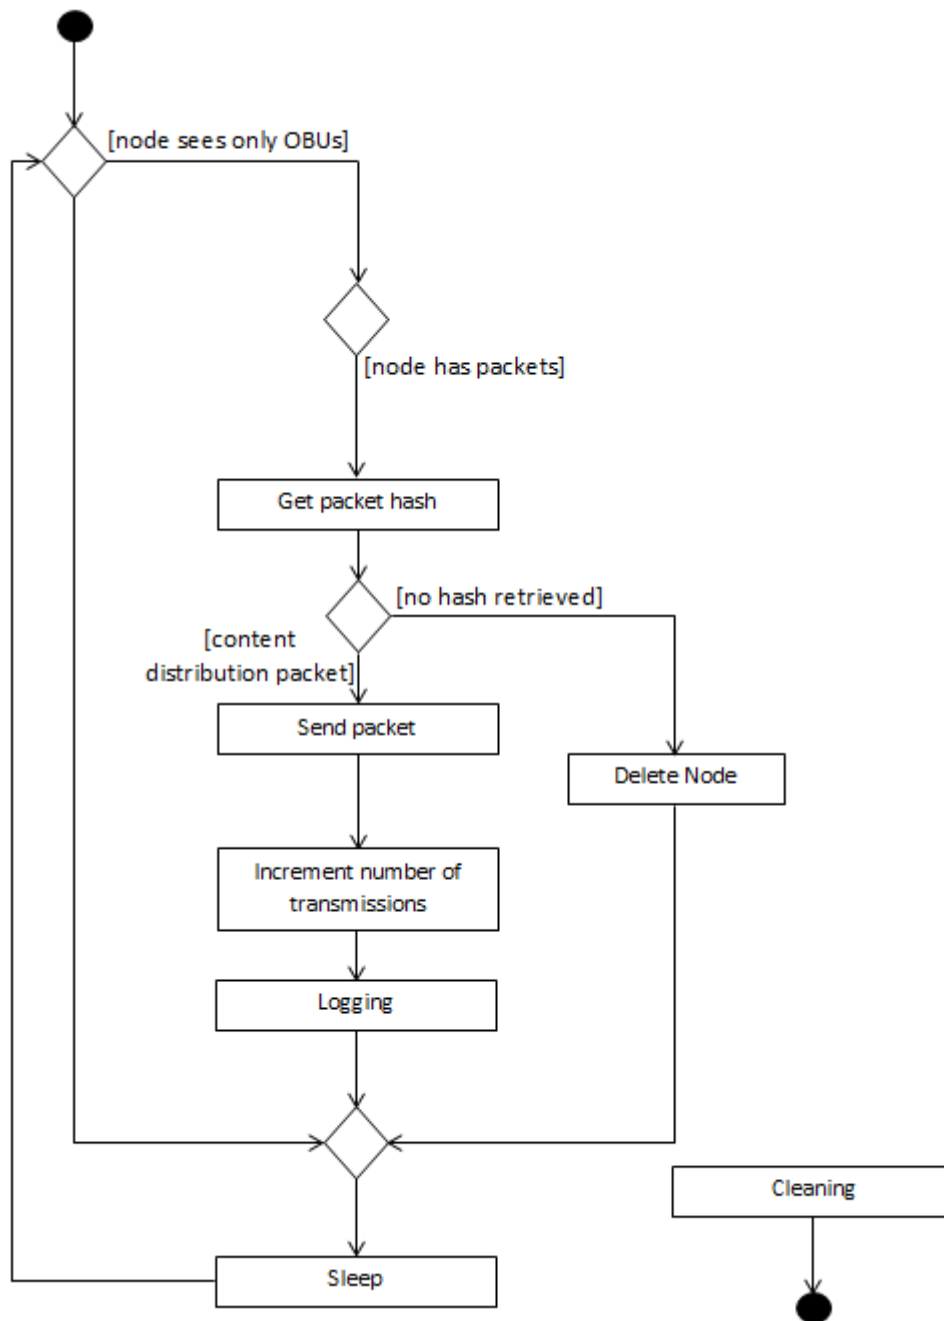 [node sees only OBUs]
[node has packets]
Get packet hash
[no hash retrieved]
[content
distribution packet]
Send packet
Delete Node
Increment number of
transmissions
Logging
Cleaning
Sleep